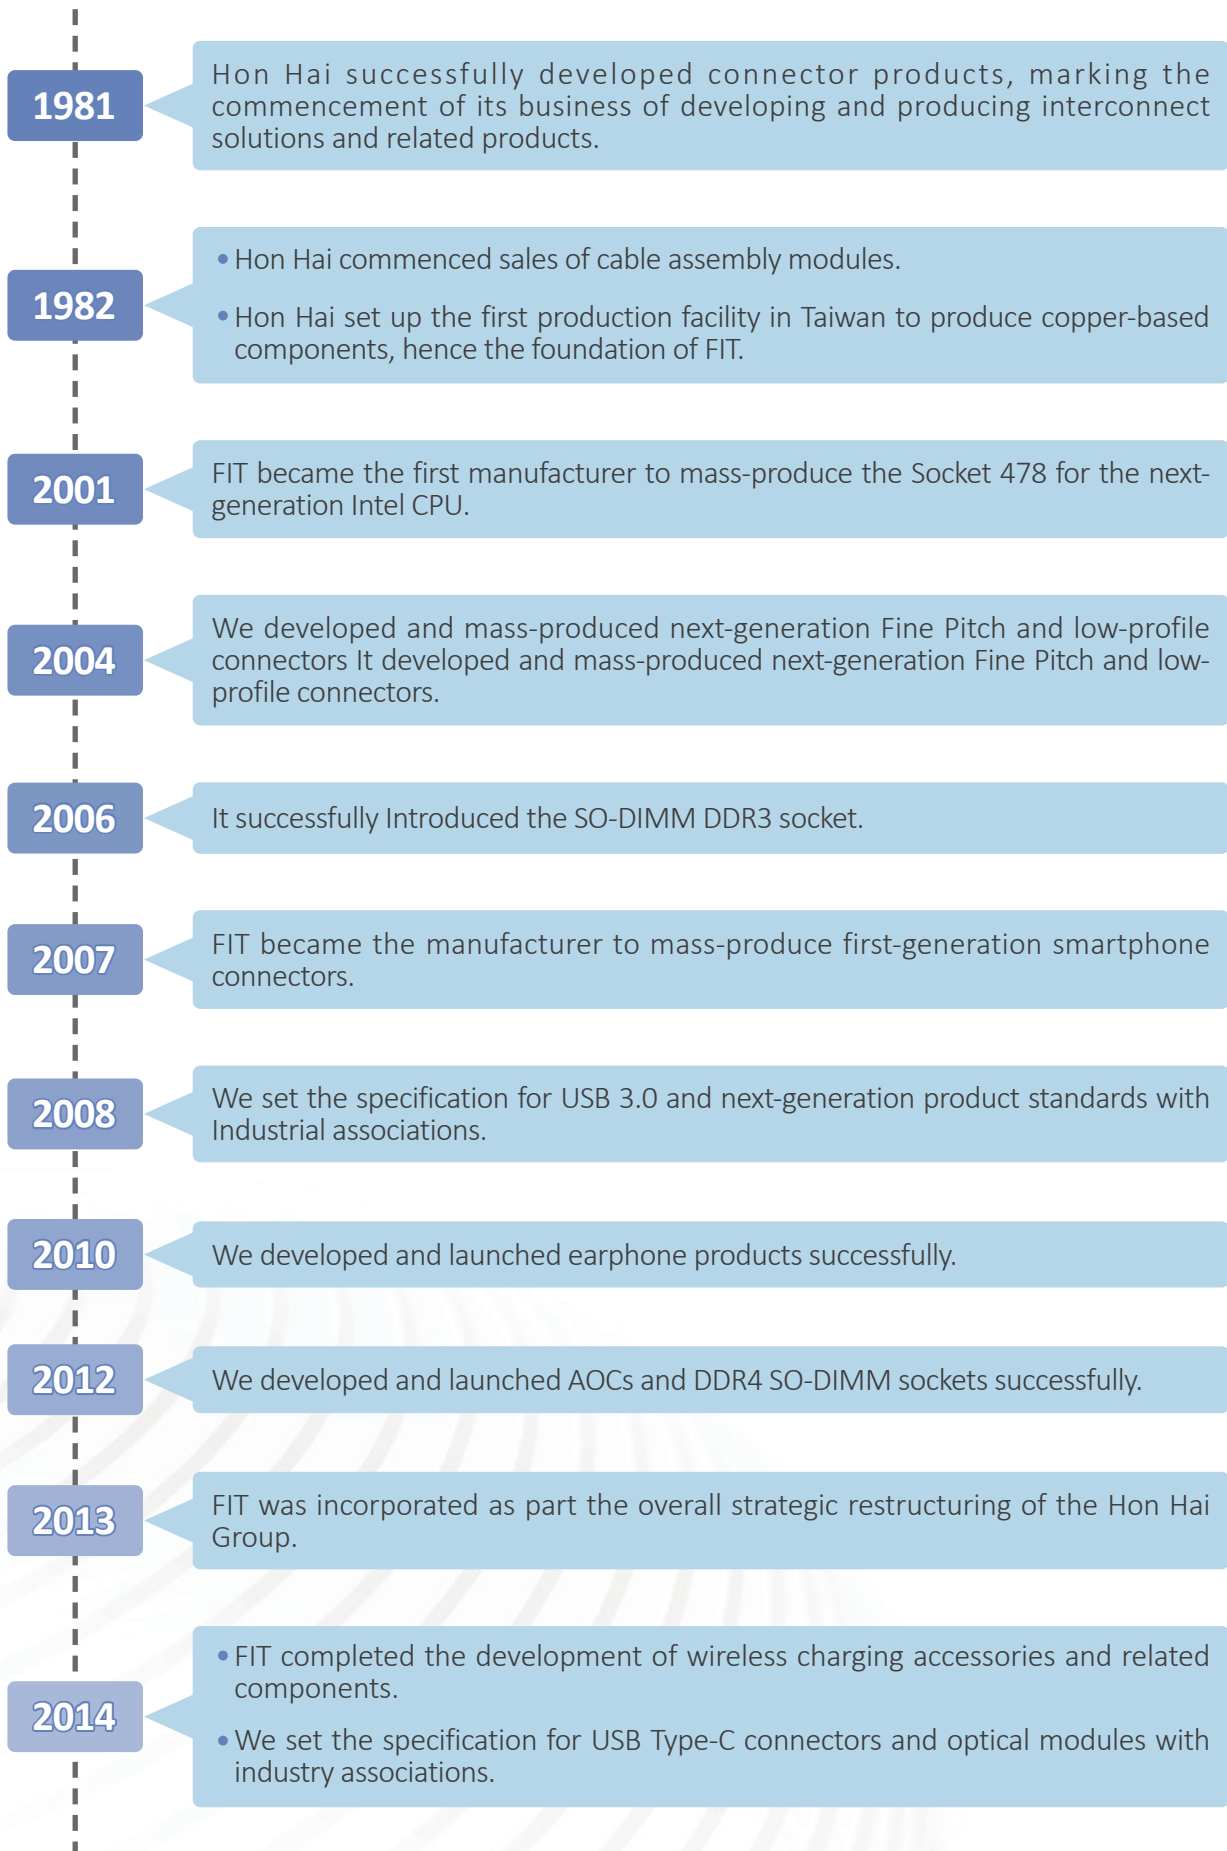 1981
Hon Hai successfully developed connector products, marking the
commencement of its business of developing and producing interconnect
solutions and related products.
1982
• Hon Hai commenced sales of cable assembly modules.
• Hon Hai set up the first production facility in Taiwan to produce copper-based
components, hence the foundation of FIT.
2001
FIT became the first manufacturer to mass-produce the Socket 478 for the next-
generation Intel CPU.
2004
We developed and mass-produced next-generation Fine Pitch and low-profile
connectors It developed and mass-produced next-generation Fine Pitch and low-
profile connectors.
2006
It successfully Introduced the SO-DIMM DDR3 socket.
2007
FIT became the manufacturer to mass-produce first-generation smartphone
connectors.
2008
We set the specification for USB 3.0 and next-generation product standards with
Industrial associations.
2010
We developed and launched earphone products successfully.
2012
We developed and launched AOCs and DDR4 SO-DIMM sockets successfully.
2013
FIT was incorporated as part the overall strategic restructuring of the Hon Hai
Group.
2014
• FIT completed the development of wireless charging accessories and related
components.
• We set the specification for USB Type-C connectors and optical modules with
industry associations.